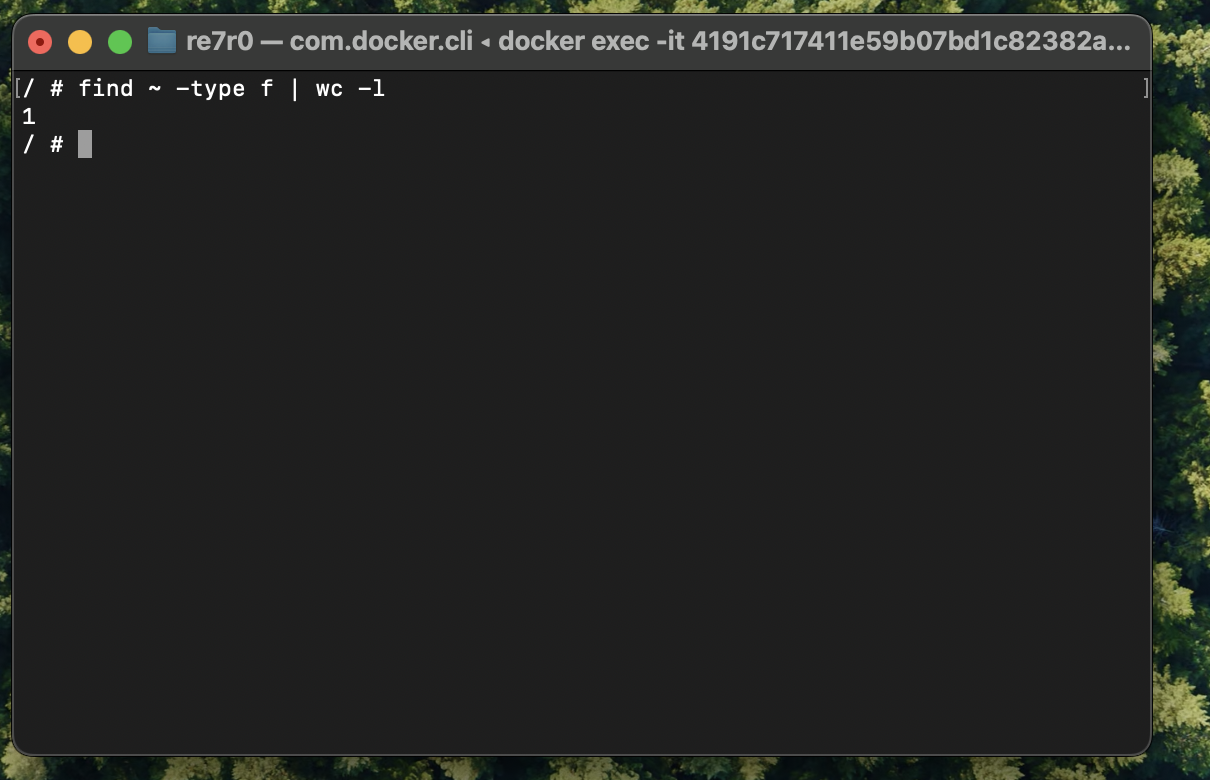 re7r0 — com.docker.cli ◂ docker exec -it 4191c717411e59b07bd1c82382a...
[/ # find ~ -type f | wc -l ]
1
/ #